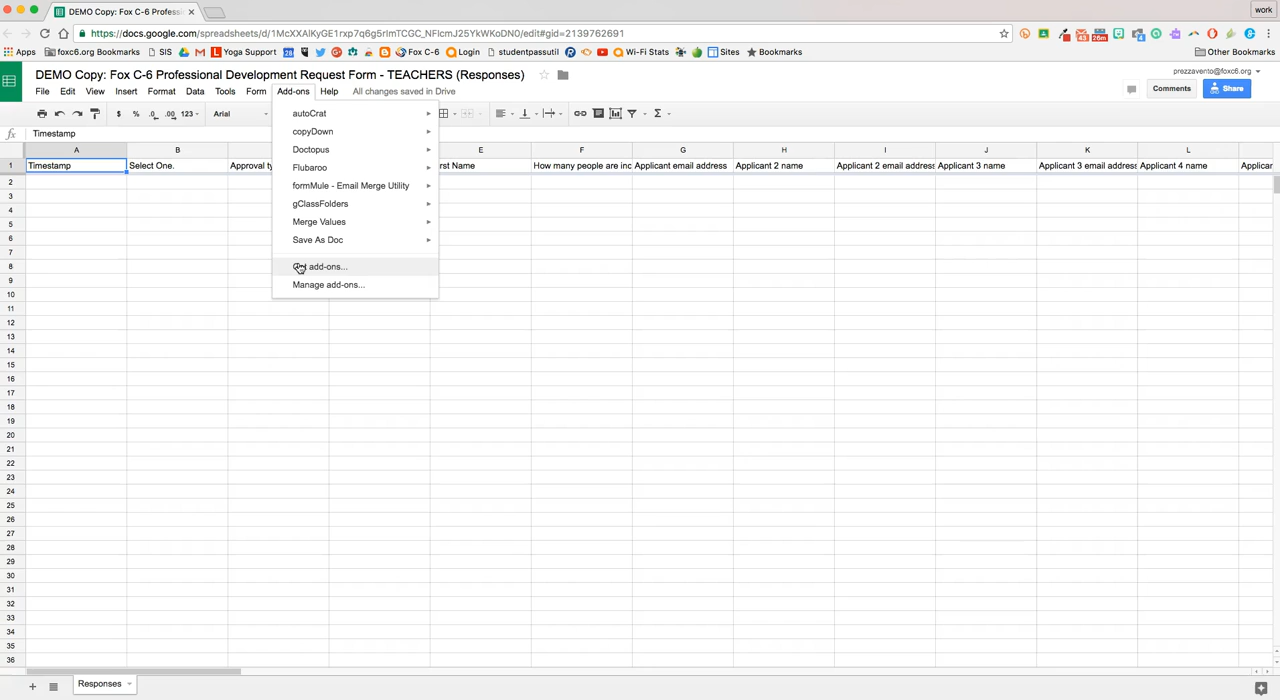 DEMO Copy: Fox C-6 Profession
work
https://docs.google.com/spreadsheets/d/1McXXAlKyGE1rxp7q6g5rImTCGC_NFlcmJ25YkWKoDN0/edit#gid=2139762691
Apps foxc6.org Bookmarks SIS Yoga Support 28 Fox C-6 Login studentpassutil Wi-Fi Stats Sites Bookmarks Other Bookmarks
DEMO Copy: Fox C-6 Professional Development Request Form - TEACHERS (Responses)
prezzavento@foxc6.org
File Edit View Insert Format Data Tools Form Add-ons Help All changes saved in Drive
Comments Share
$ % .0 .00 123 Arial
autoCrat
copyDown
Doctopus
Flubaroo
formMule - Email Merge Utility
gClassFolders
Merge Values
Save As Doc
add-ons...
Manage add-ons...
fx Timestamp
A B E F G H I J K L
1 Timestamp Select One. Approval ty rst Name How many people are inc Applicant email address Applicant 2 name Applicant 2 email address Applicant 3 name Applicant 3 email address Applicant 4 name Applican
2
3
4
5
6
7
8
9
10
11
12
13
14
15
16
17
18
19
20
21
22
23
24
25
26
27
28
29
30
31
32
33
34
35
36
Responses